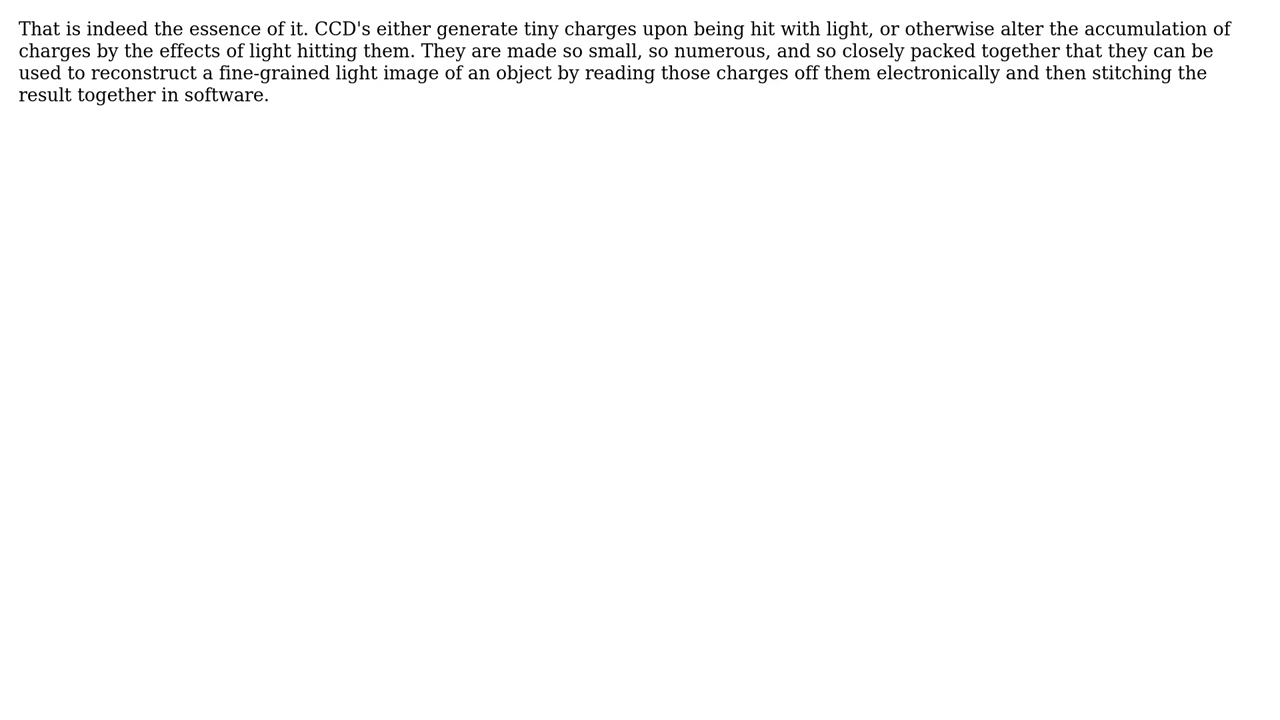 That is indeed the essence of it. CCD's either generate tiny charges upon being hit with light, or otherwise alter the accumulation of
charges by the effects of light hitting them. They are made so small, so numerous, and so closely packed together that they can be
used to reconstruct a fine-grained light image of an object by reading those charges off them electronically and then stitching the
result together in software.